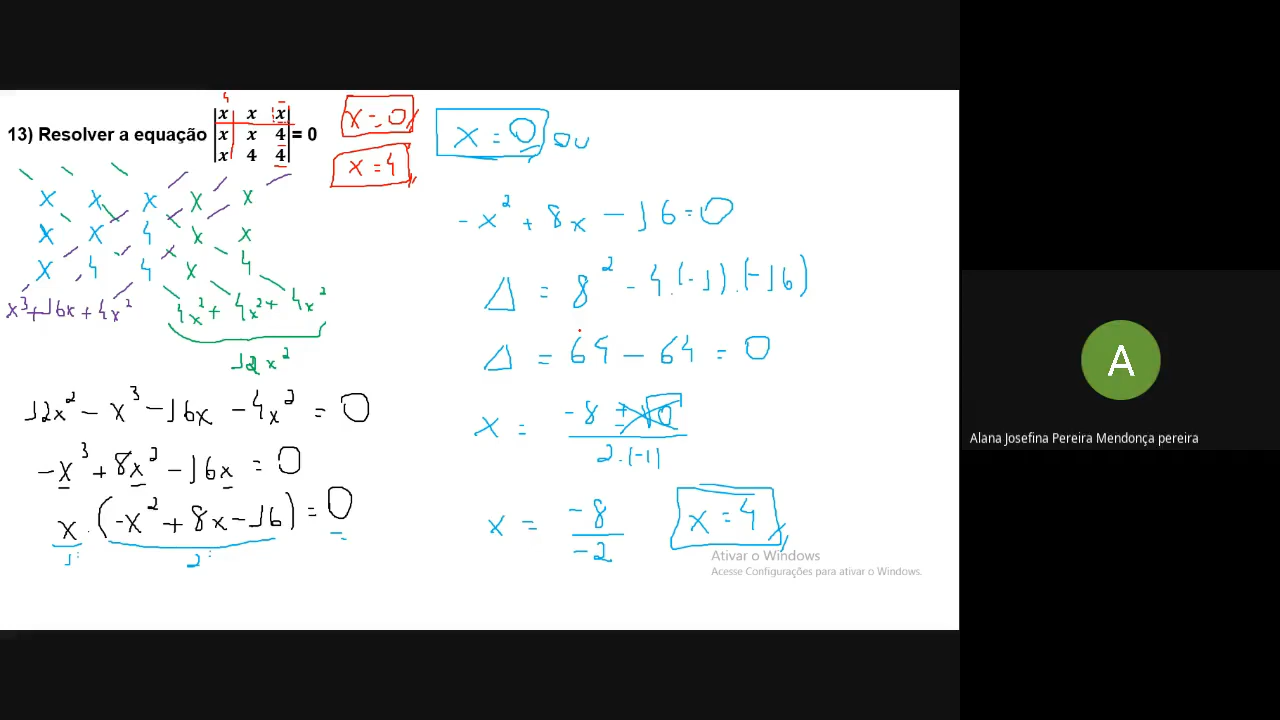 13) Resolver a equação |x x x| = 0
|x x 4|
|x 4 4|
4
x = 0
x = 4
x x x x x
x x 4 x x
x 4 4 x 4
x³ + 16x + 4x²
4x² + 4x² + 4x²
12x²
12x² - x³ - 16x - 4x² = 0
-x³ + 8x² - 16x = 0
x · (-x² + 8x - 16) = 0
1º
2º
x = 0 ou
-x² + 8x - 16 = 0
Δ = 8² - 4·(-1)·(-16)
Δ = 64 - 64 = 0
x = (-8 ± √0) / 2·(-1)
x = -8 / -2
x = 4
Ativar o Windows
Acesse Configurações para ativar o Windows.
A
Alana Josefina Pereira Mendonça pereira